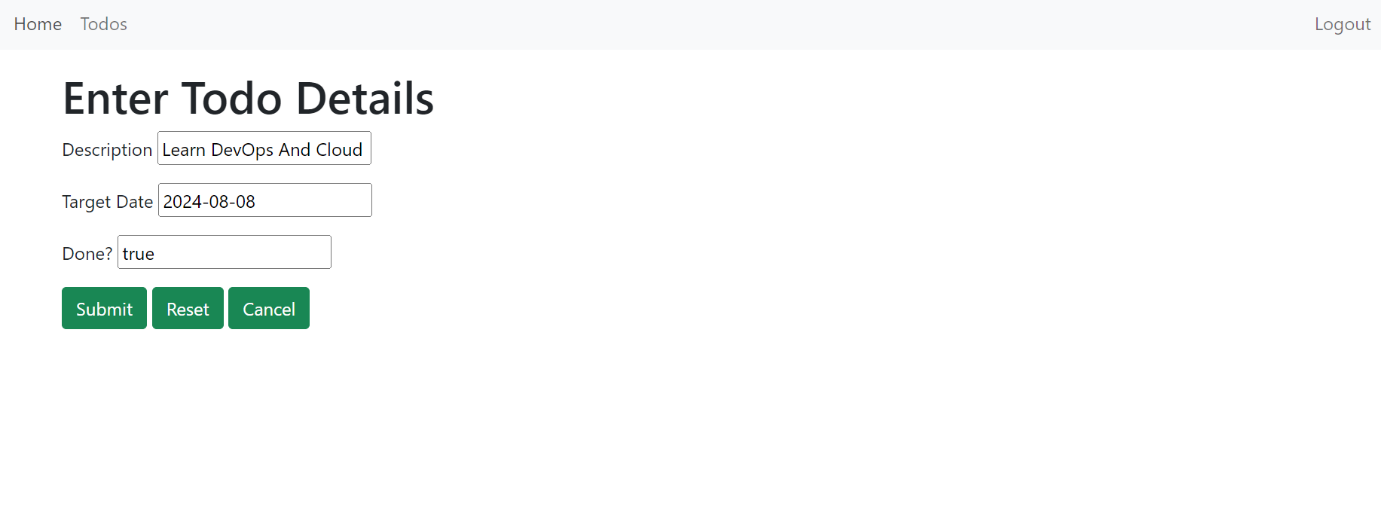 Home Todos Logout
Enter Todo Details
Description Learn DevOps And Cloud
Target Date 2024-08-08
Done? true
Submit Reset Cancel